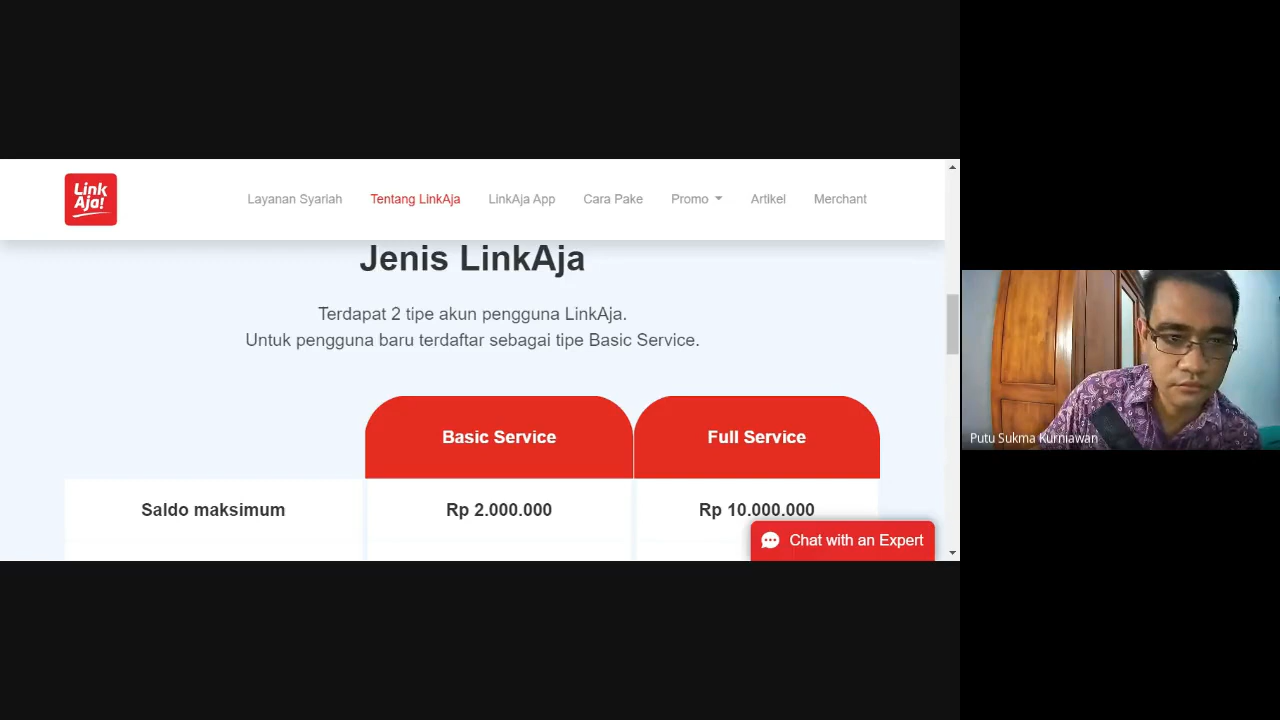 Link
Aja!
Layanan Syariah
Tentang LinkAja
LinkAja App
Cara Pake
Promo
Artikel
Merchant
Jenis LinkAja
Terdapat 2 tipe akun pengguna LinkAja.
Untuk pengguna baru terdaftar sebagai tipe Basic Service.
Basic Service
Full Service
Saldo maksimum
Rp 2.000.000
Rp 10.000.000
Chat with an Expert
Putu Sukma Kurniawan